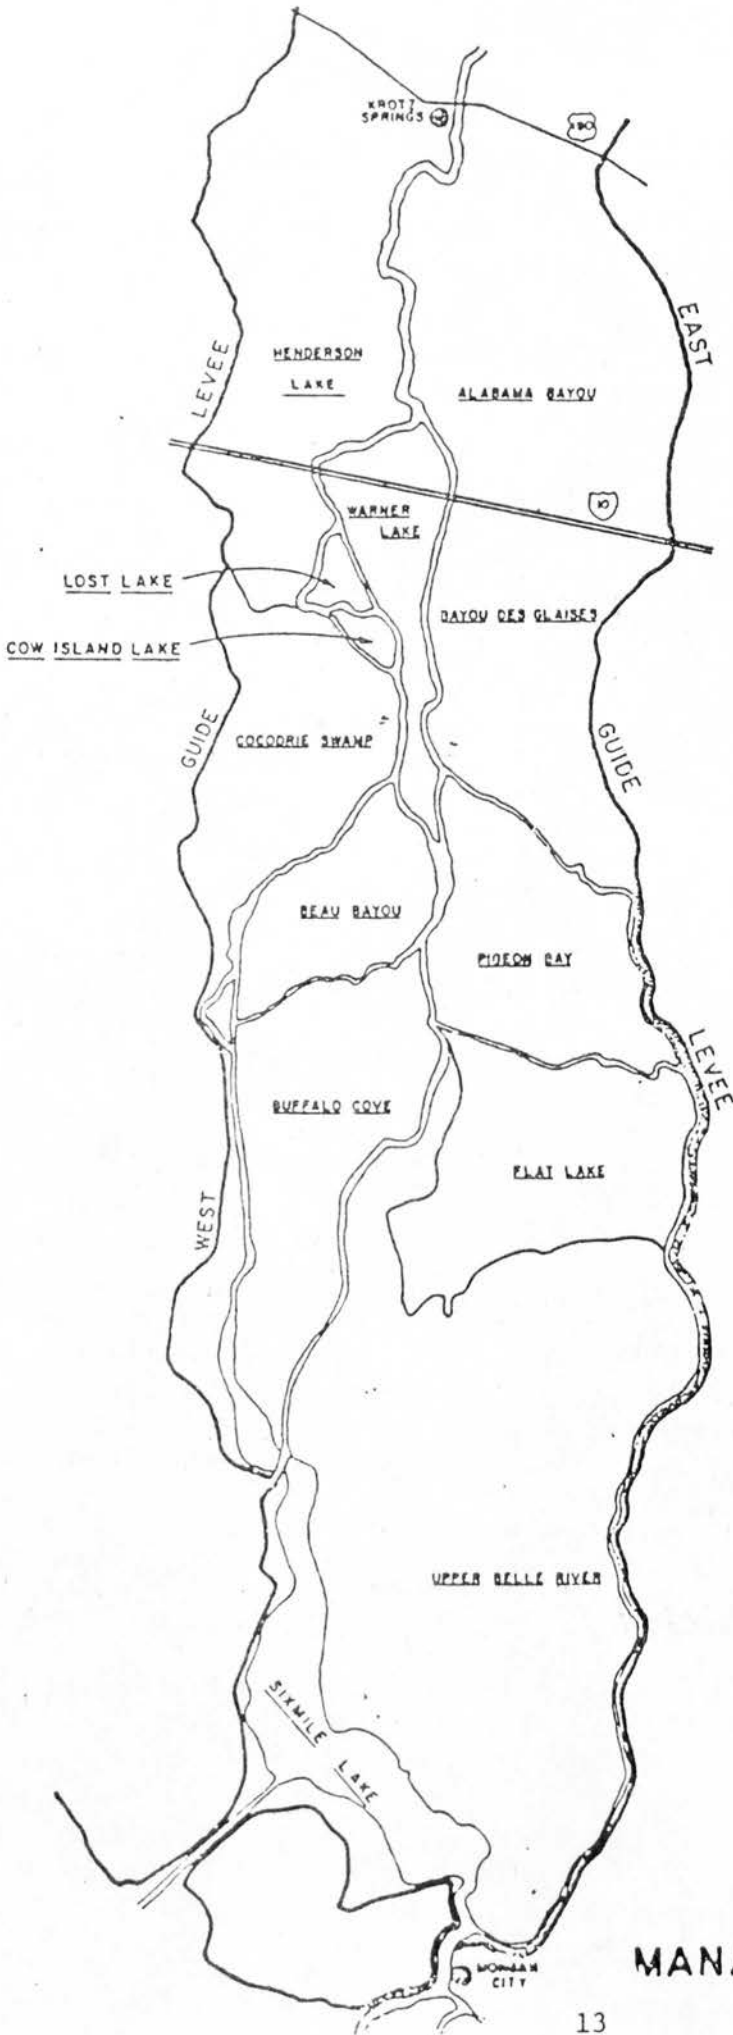 KROTZ
SPRINGS
190
EAST
LEVEE
HENDERSON
LAKE
ALABAMA BAYOU
10
WARNER
LAKE
LOST LAKE
BAYOU DES GLAISES
COW ISLAND LAKE
GUIDE
COCODRIE SWAMP
GUIDE
BEAU BAYOU
PIGEON BAY
LEVEE
BUFFALO COVE
FLAT LAKE
WEST
UPPER BELLE RIVER
SIXMILE LAKE
MORGAN
CITY
MAN
13